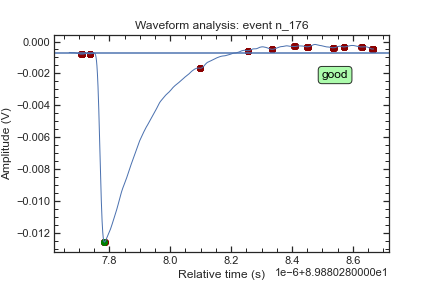 Waveform analysis: event n_176
0.000
−0.002
−0.004
−0.006
−0.008
−0.010
−0.012
Amplitude (V)
good
7.8
8.0
8.2
8.4
8.6
Relative time (s)
1e−6+8.9880280000e1